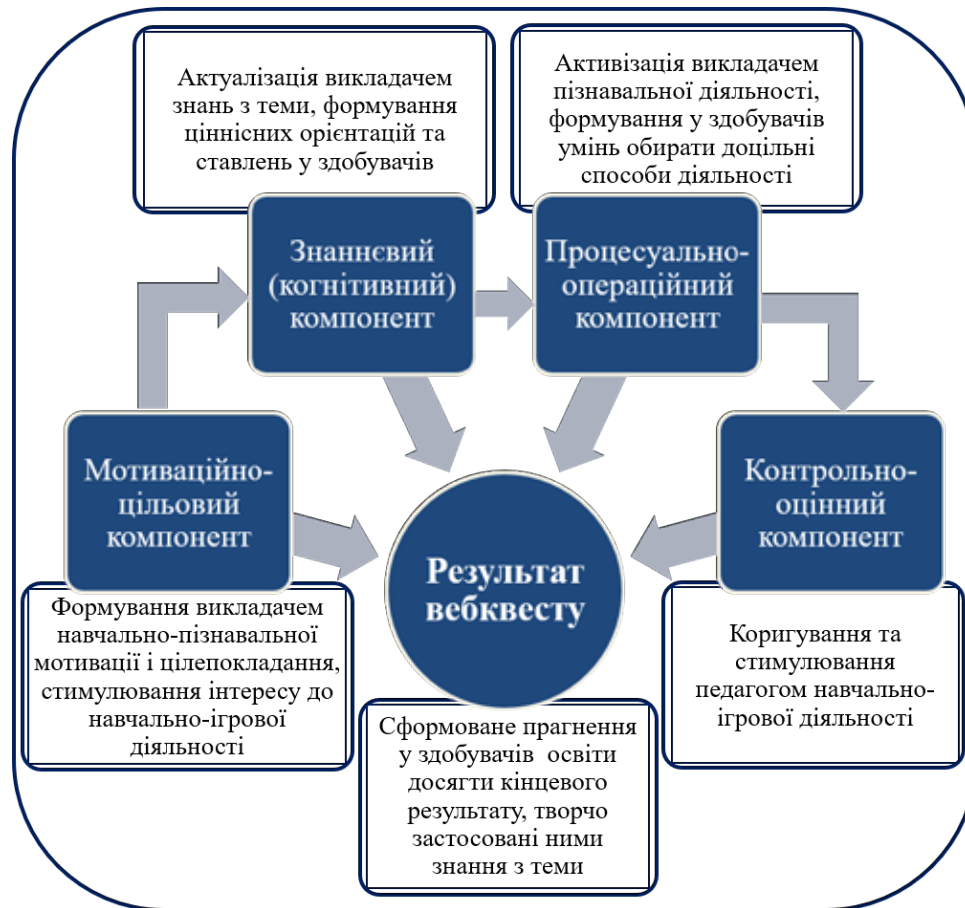 Актуалізація викладачем
знань з теми, формування
ціннісних орієнтацій та
ставлень у здобувачів
Активізація викладачем
пізнавальної діяльності,
формування у здобувачів
умінь обирати доцільні
способи діяльності
Знаннєвий
(когнітивний)
компонент
Процесуально-
операційний
компонент
Мотиваційно-
цільовий
компонент
Контрольно-
оцінний
компонент
Результат
вебквесту
Формування викладачем
навчально-пізнавальної
мотивації і цілепокладання,
стимулювання інтересу до
навчально-ігрової
діяльності
Коригування та
стимулювання
педагогом навчально-
ігрової діяльності
Сформоване прагнення
у здобувачів освіти
досягти кінцевого
результату, творчо
застосовані ними
знання з теми